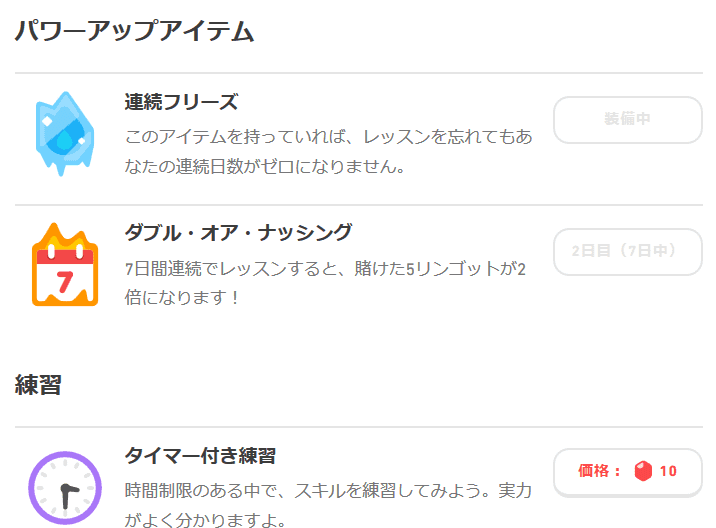 パワーアップアイテム
連続フリーズ
このアイテムを持っていれば、レッスンを忘れてもあ
なたの連続日数がゼロになりません。
装備中
ダブル・オア・ナッシング
7日間連続でレッスンすると、賭けた5リンゴットが2
倍になります！
2日目（7日中）
7
練習
タイマー付き練習
時間制限のある中で、スキルを練習してみよう。実力
がよく分かりますよ。
価格： 10